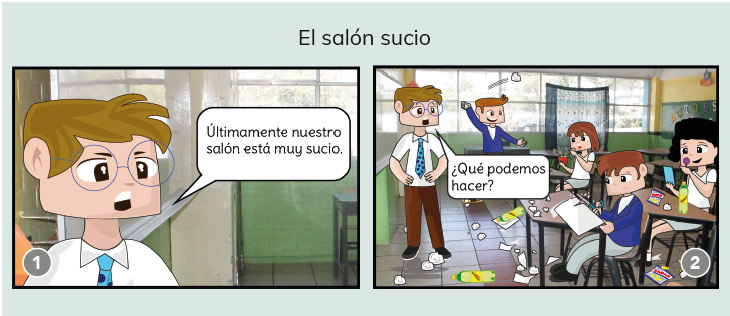 El salón sucio
Últimamente nuestro
salón está muy sucio.
1
¿Qué podemos
hacer?
2